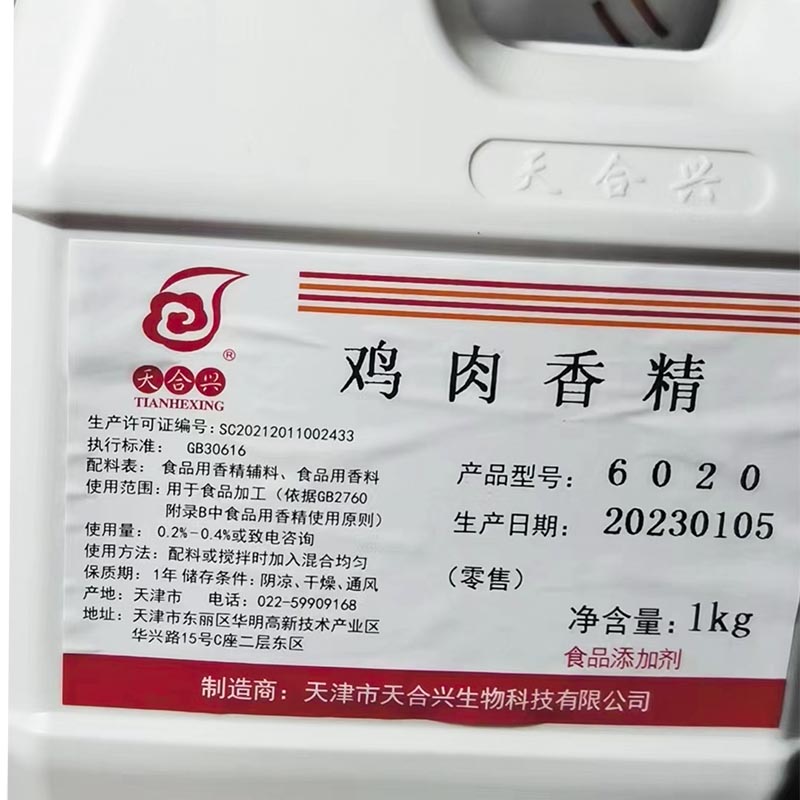 天合兴
®
天合兴
TIANHEXING
鸡肉香精
生产许可证编号: SC20212011002433
执行标准: GB30616
配料表: 食品用香精辅料、食品用香料
使用范围: 用于食品加工(依据GB2760
附录B中食品用香精使用原则)
使用量: 0.2%-0.4%或致电咨询
使用方法: 配料或搅拌时加入混合均匀
保质期: 1年 储存条件: 阴凉、干燥、通风
产地: 天津市 电话: 022-59909168
地址: 天津市东丽区华明高新技术产业区
华兴路15号C座二层东区
产品型号: 6020
生产日期: 20230105
(零售)
净含量: 1kg
食品添加剂
制造商: 天津市天合兴生物科技有限公司